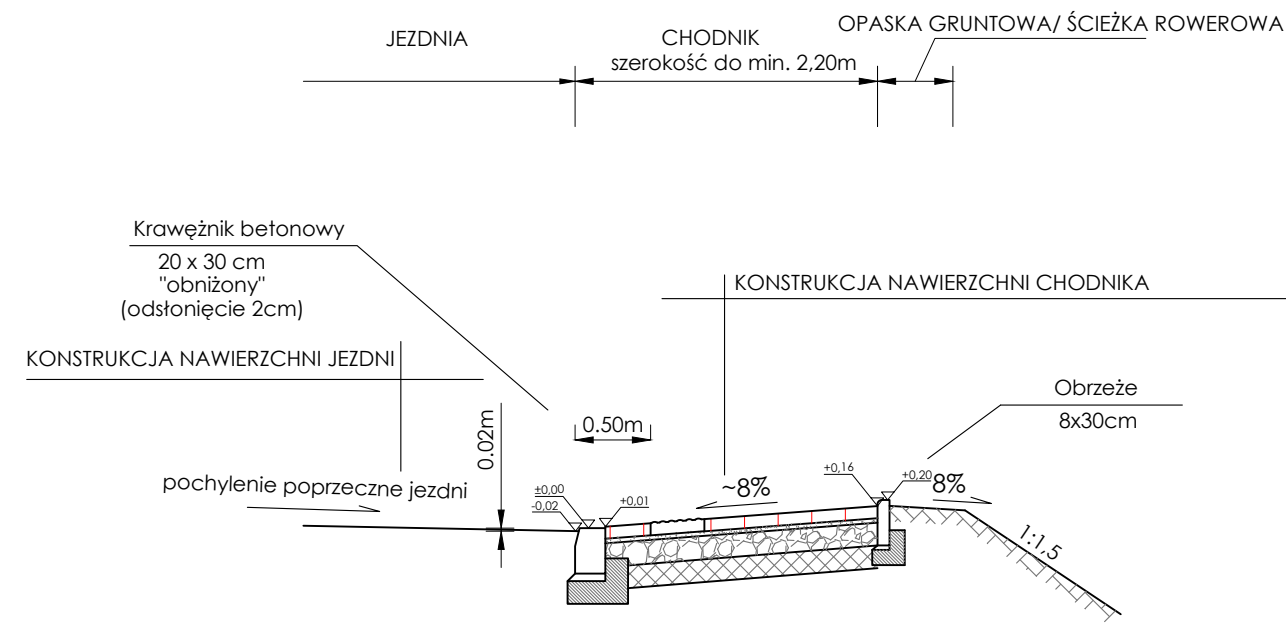 JEZDNIA
CHODNIK
szerokość do min. 2,20m
OPASKA GRUNTOWA/ ŚCIEŻKA ROWEROWA
Krawężnik betonowy
20 x 30 cm
"obniżony"
(odsłonięcie 2cm)
KONSTRUKCJA NAWIERZCHNI CHODNIKA
KONSTRUKCJA NAWIERZCHNI JEZDNI
Obrzeże
8x30cm
0.02m
0.50m
pochylenie poprzeczne jezdni
±0,00
-0,02
+0,01
~8%
+0,16
+0,20
8%
1:1,5